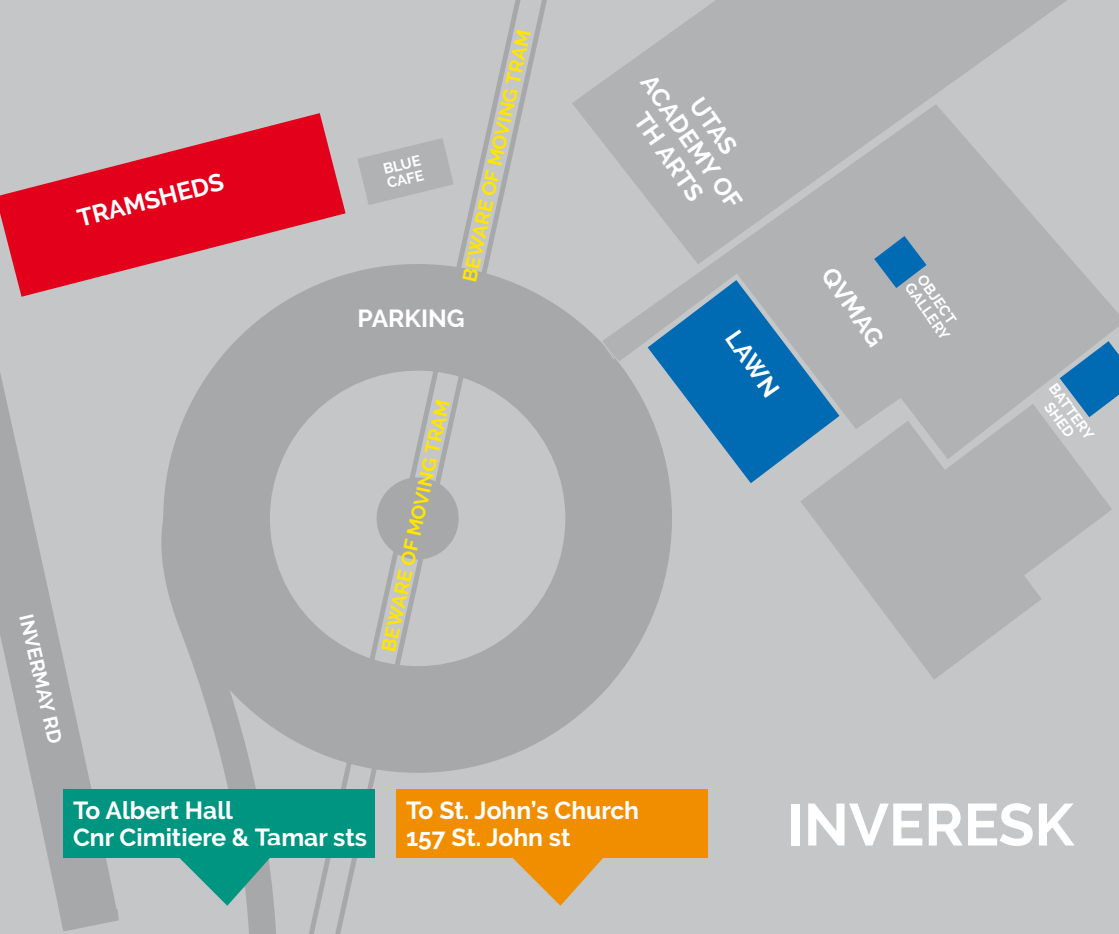 BEWARE OF MOVING TRAM
UTAS
ACADEMY OF
TH ARTS
BLUE
CAFE
TRAMSHEDS
QVMAG
OBJECT
GALLERY
PARKING
LAWN
BATTERY
SHED
BEWARE OF MOVING TRAM
INVERMAY RD
To Albert Hall
Cnr Cimitiere & Tamar sts
To St. John's Church
157 St. John st
INVERESK